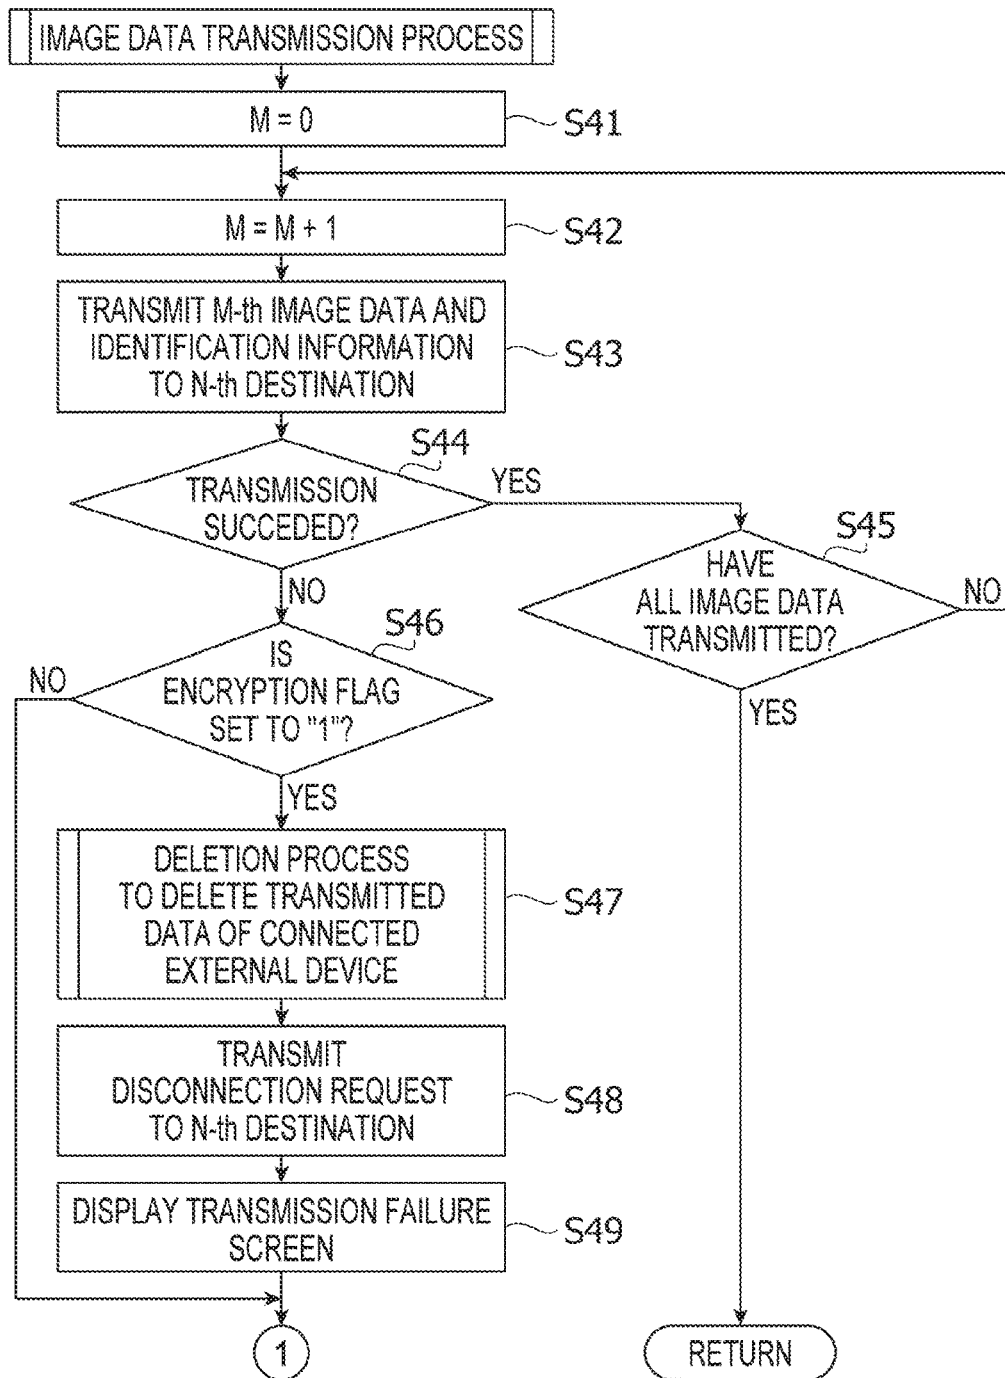 IMAGE DATA TRANSMISSION PROCESS
M = 0
S41
M = M + 1
S42
TRANSMIT M-th IMAGE DATA AND
IDENTIFICATION INFORMATION
TO N-th DESTINATION
S43
S44
TRANSMISSION
SUCCEDED?
YES
NO
S45
HAVE
ALL IMAGE DATA
TRANSMITTED?
NO
YES
S46
IS
ENCRYPTION FLAG
SET TO "1"?
NO
YES
DELETION PROCESS
TO DELETE TRANSMITTED
DATA OF CONNECTED
EXTERNAL DEVICE
S47
TRANSMIT
DISCONNECTION REQUEST
TO N-th DESTINATION
S48
DISPLAY TRANSMISSION FAILURE
SCREEN
S49
1
RETURN